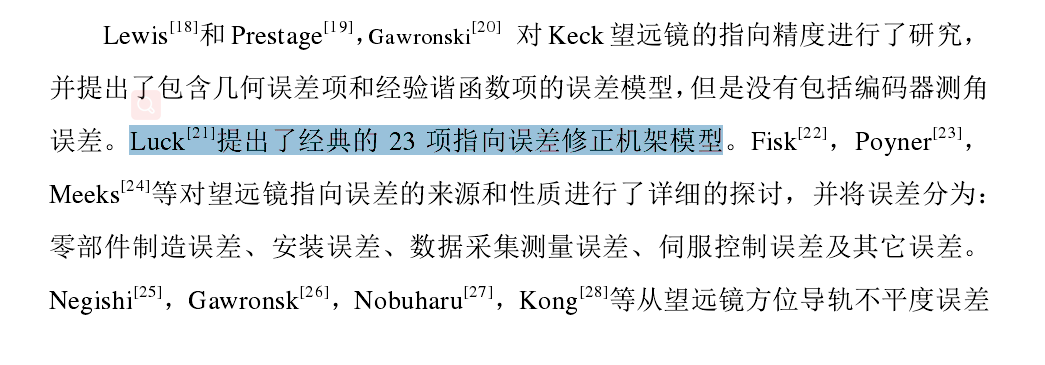 Lewis[18]和 Prestage[19],Gawronski[20] 对 Keck 望远镜的指向精度进行了研究，
并提出了包含几何误差项和经验谐函数项的误差模型,但是没有包括编码器测角
误差。Luck[21]提出了经典的 23 项指向误差修正机架模型。Fisk[22]，Poyner[23]，
Meeks[24]等对望远镜指向误差的来源和性质进行了详细的探讨，并将误差分为：
零部件制造误差、安装误差、数据采集测量误差、伺服控制误差及其它误差。
Negishi[25]，Gawronsk[26]，Nobuharu[27]，Kong[28]等从望远镜方位导轨不平度误差